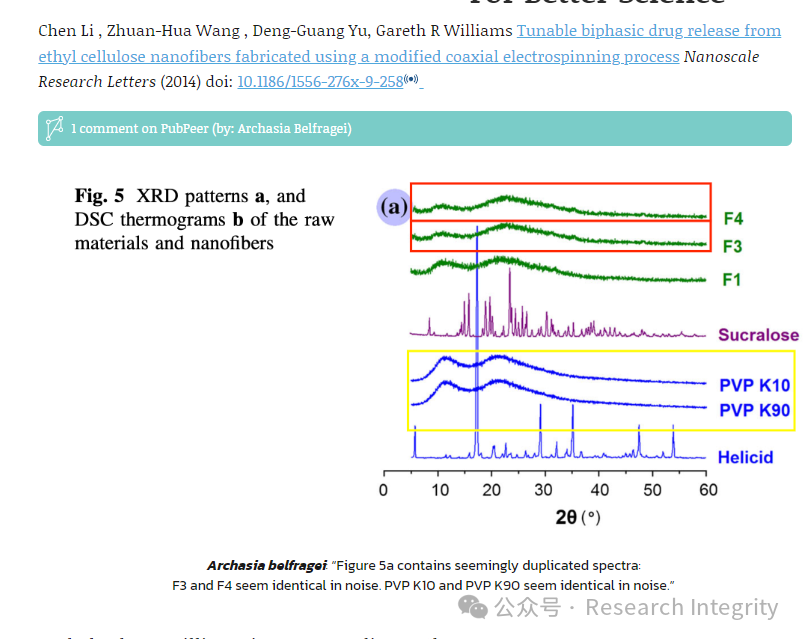 For Better Science
Chen Li , Zhuan-Hua Wang , Deng-Guang Yu, Gareth R Williams Tunable biphasic drug release from
ethyl cellulose nanofibers fabricated using a modified coaxial electrospinning process Nanoscale
Research Letters (2014) doi: 10.1186/1556-276x-9-258
1 comment on PubPeer (by: Archasia Belfragei)
Fig. 5 XRD patterns a, and
DSC thermograms b of the raw
materials and nanofibers
(a)
F4
F3
F1
Sucralose
PVP K10
PVP K90
Helicid
0 10 20 30 40 50 60
2θ (°)
Archasia belfragei: “Figure 5a contains seemingly duplicated spectra:
F3 and F4 seem identical in noise. PVP K10 and PVP K90 seem identical in noise.”
公众号 · Research Integrity